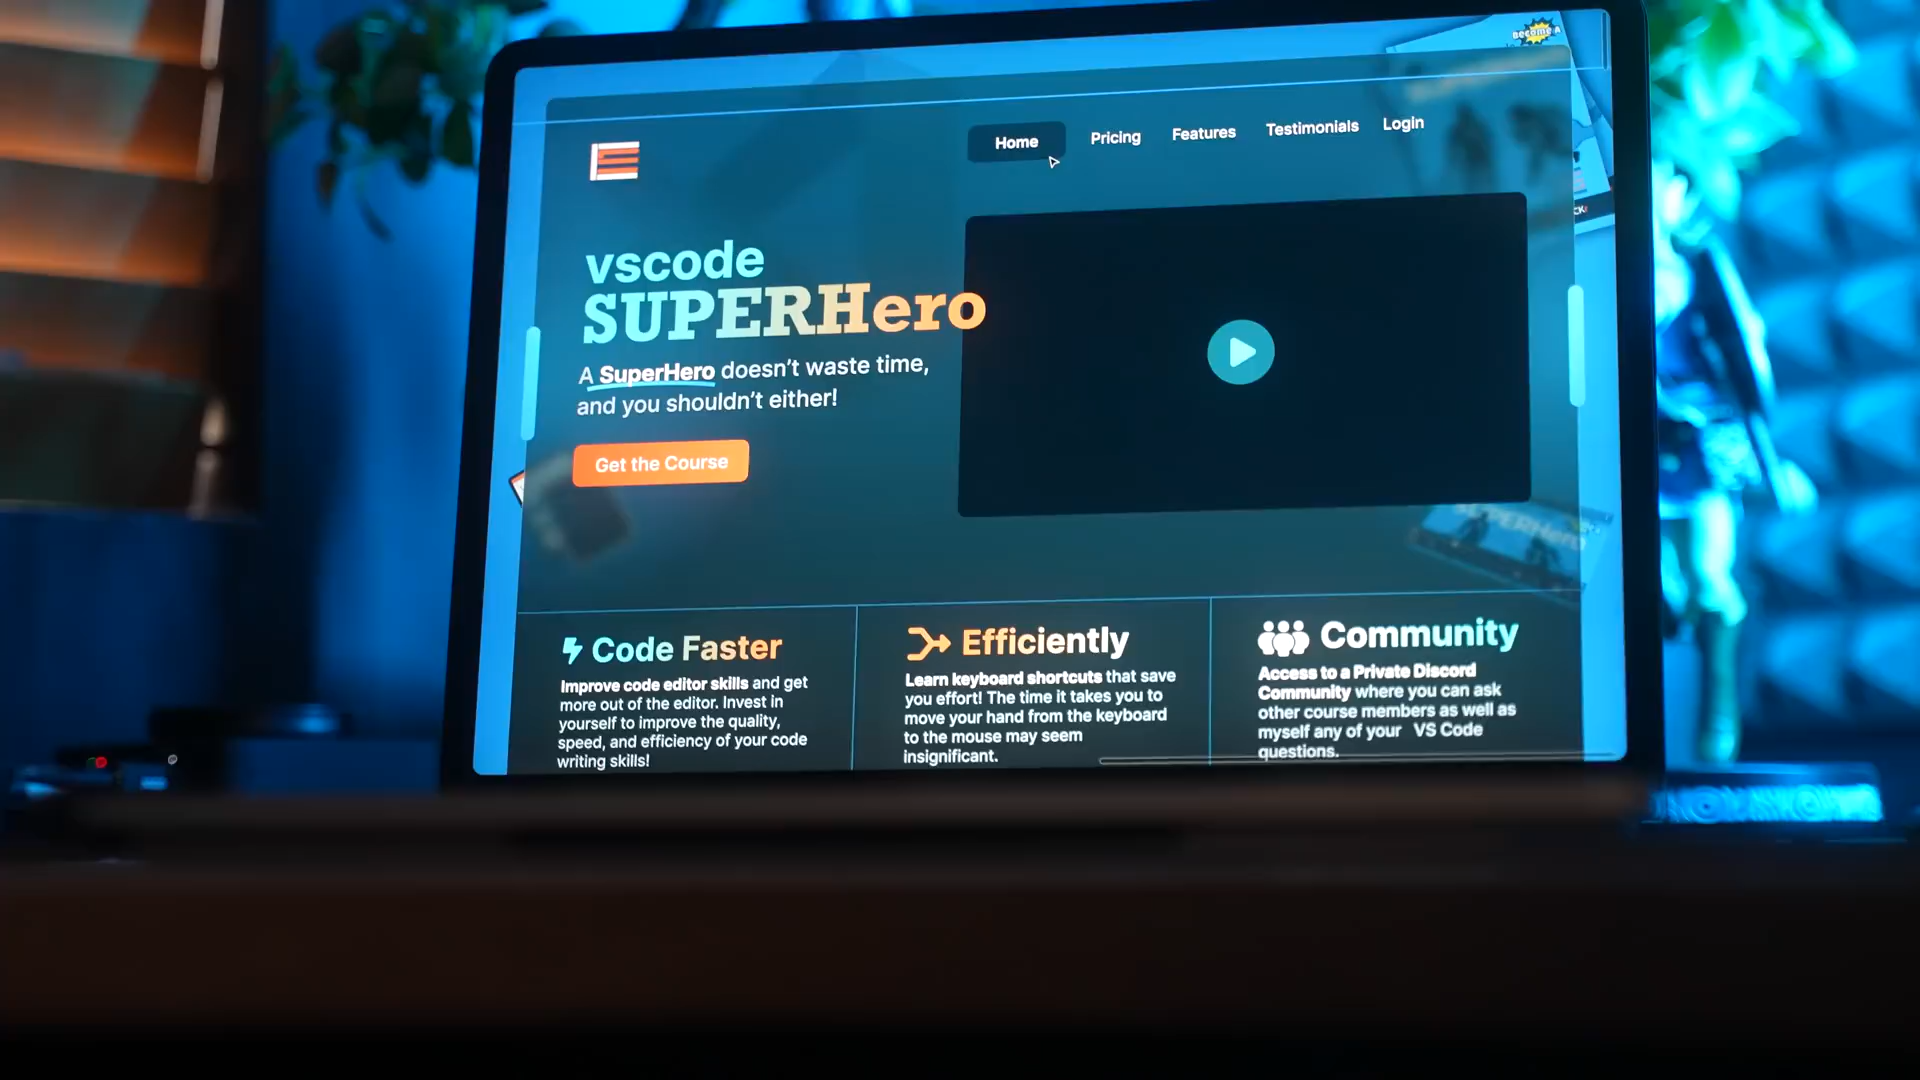 BECOME A
Home
Pricing
Features
Testimonials
Login
vscode
SUPERHero
A SuperHero doesn't waste time,
and you shouldn't either!
Get the Course
SUPERHero
Code Faster
Improve code editor skills and get
more out of the editor. Invest in
yourself to improve the quality,
speed, and efficiency of your code
writing skills!
Efficiently
Learn keyboard shortcuts that save
you effort! The time it takes you to
move your hand from the keyboard
to the mouse may seem
insignificant.
Community
Access to a Private Discord
Community where you can ask
other course members as well as
myself any of your VS Code
questions.